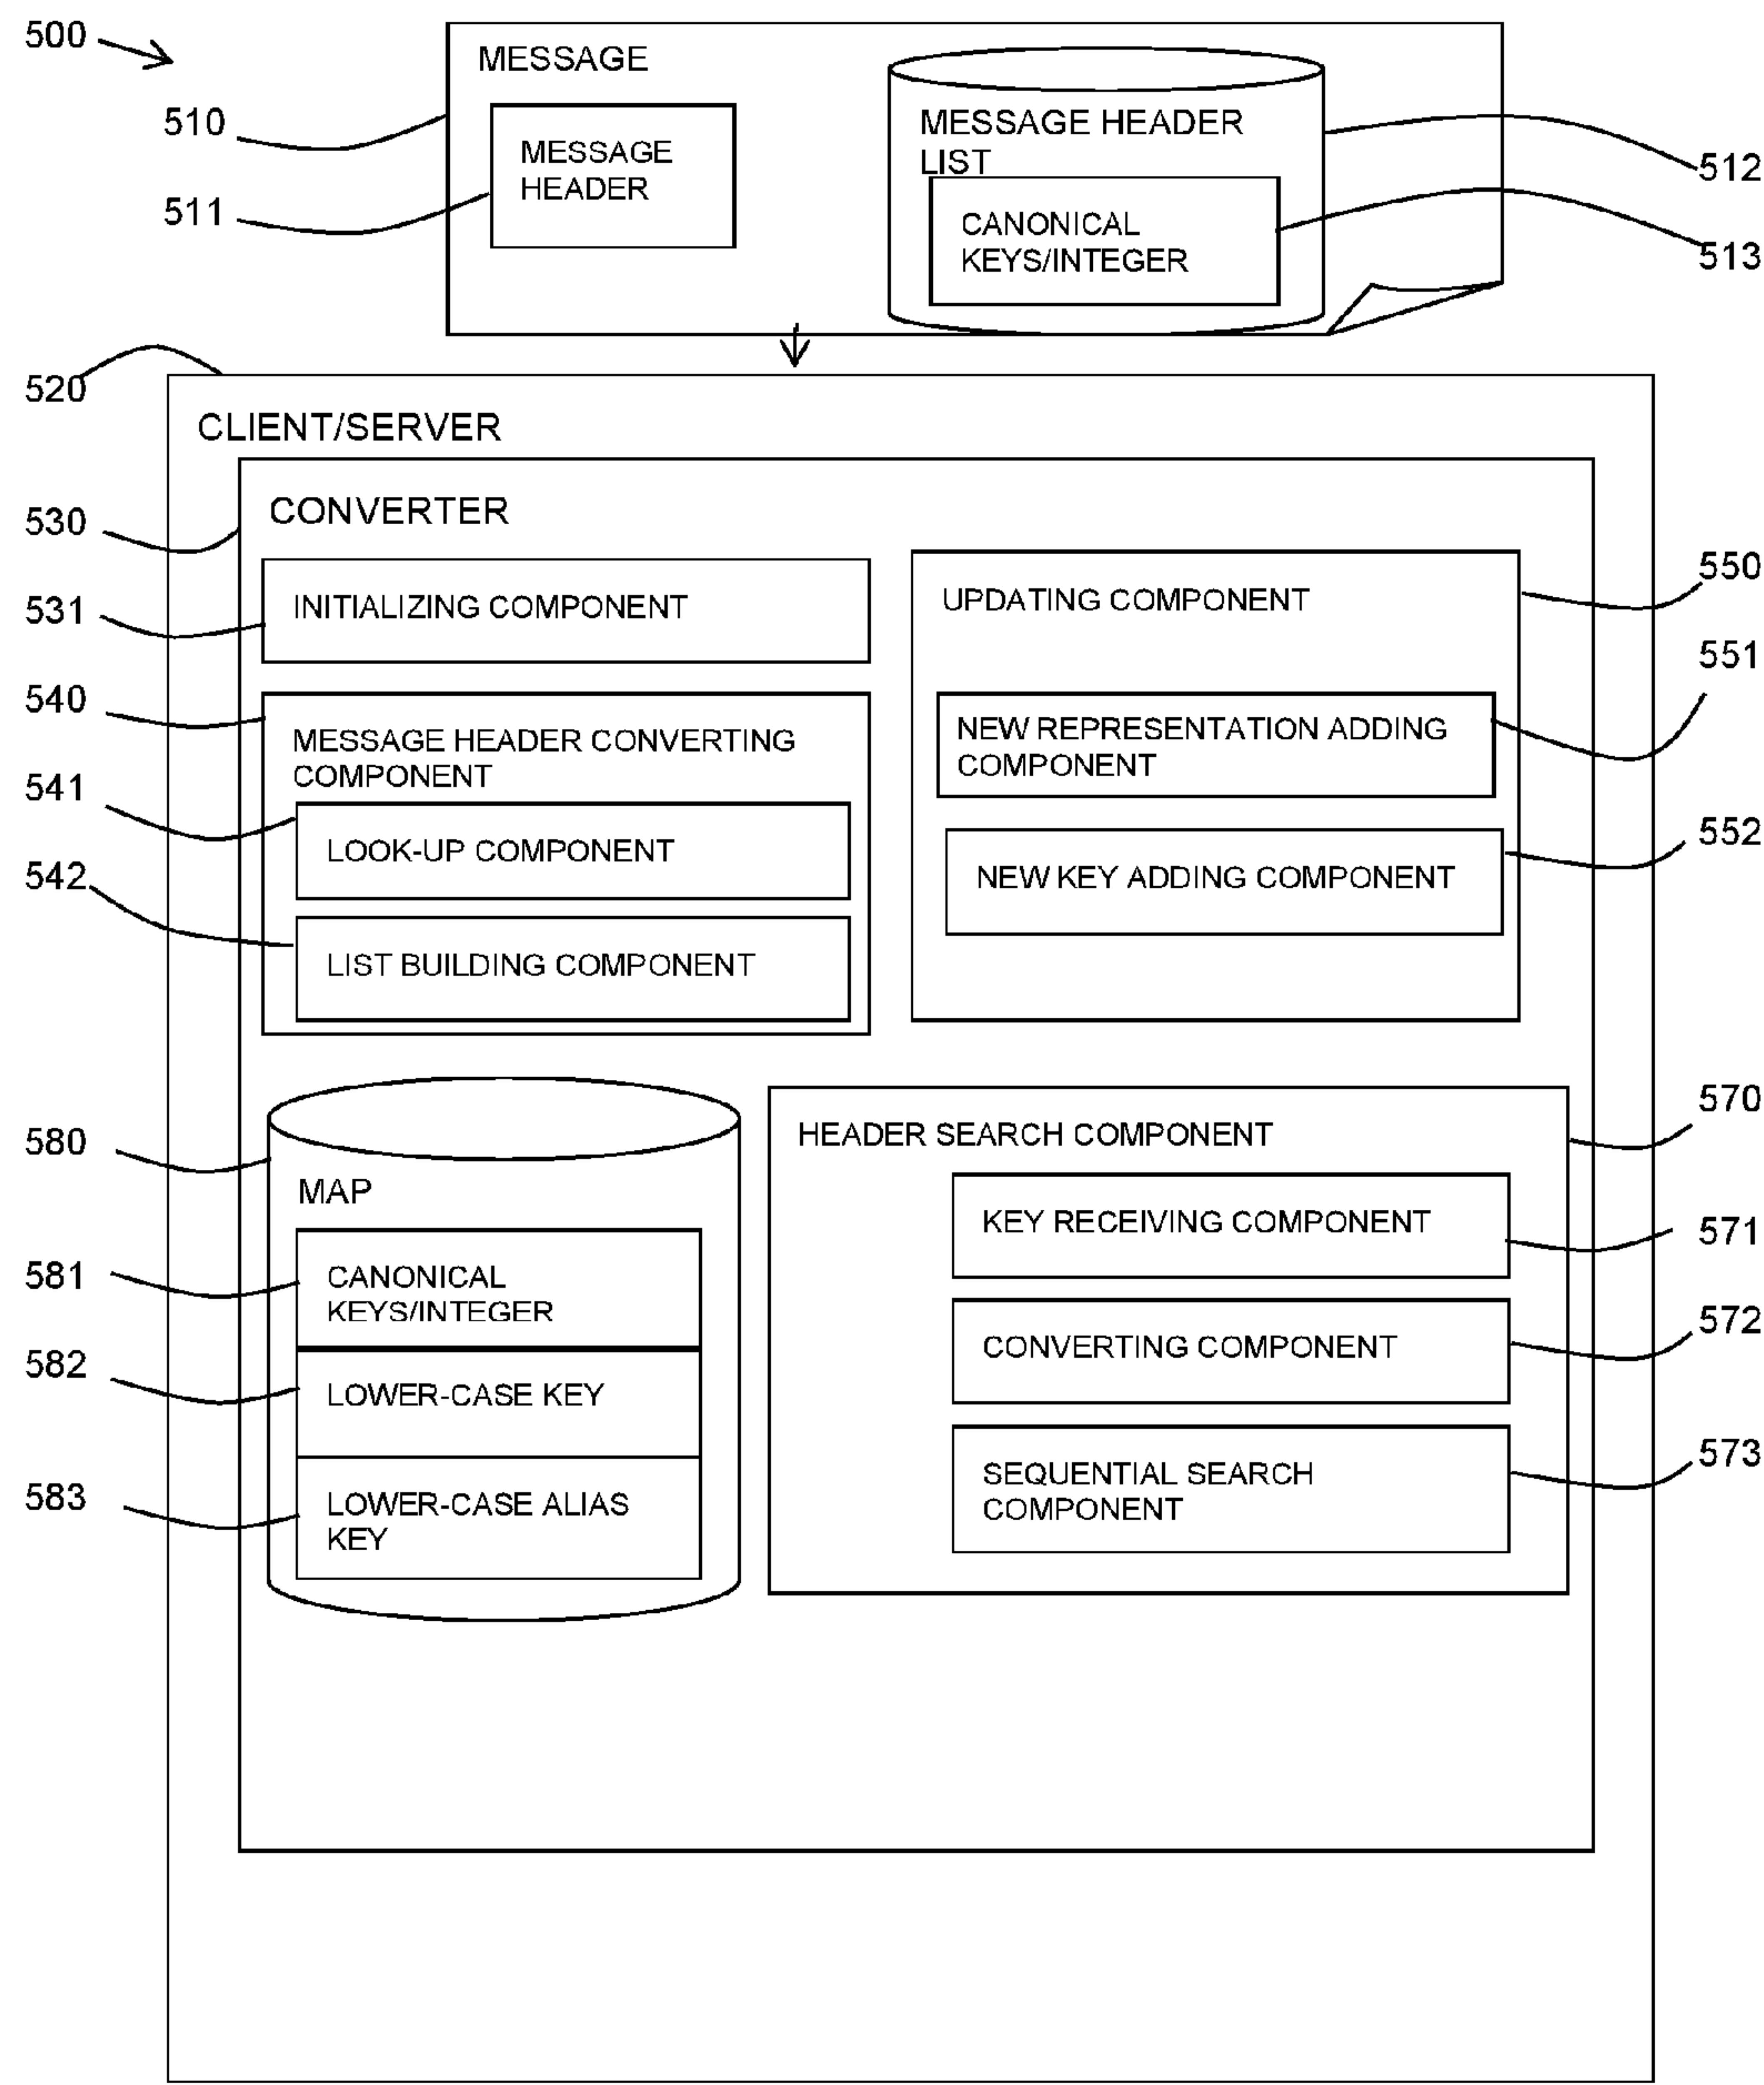 500
MESSAGE
510
MESSAGE
HEADER
511
MESSAGE HEADER
LIST
512
CANONICAL
KEYS/INTEGER
513
520
CLIENT/SERVER
530
CONVERTER
531
INITIALIZING COMPONENT
540
MESSAGE HEADER CONVERTING
COMPONENT
541
LOOK-UP COMPONENT
542
LIST BUILDING COMPONENT
UPDATING COMPONENT
550
NEW REPRESENTATION ADDING
COMPONENT
551
NEW KEY ADDING COMPONENT
552
580
MAP
581
CANONICAL
KEYS/INTEGER
582
LOWER-CASE KEY
583
LOWER-CASE ALIAS
KEY
HEADER SEARCH COMPONENT
570
KEY RECEIVING COMPONENT
571
CONVERTING COMPONENT
572
SEQUENTIAL SEARCH
COMPONENT
573